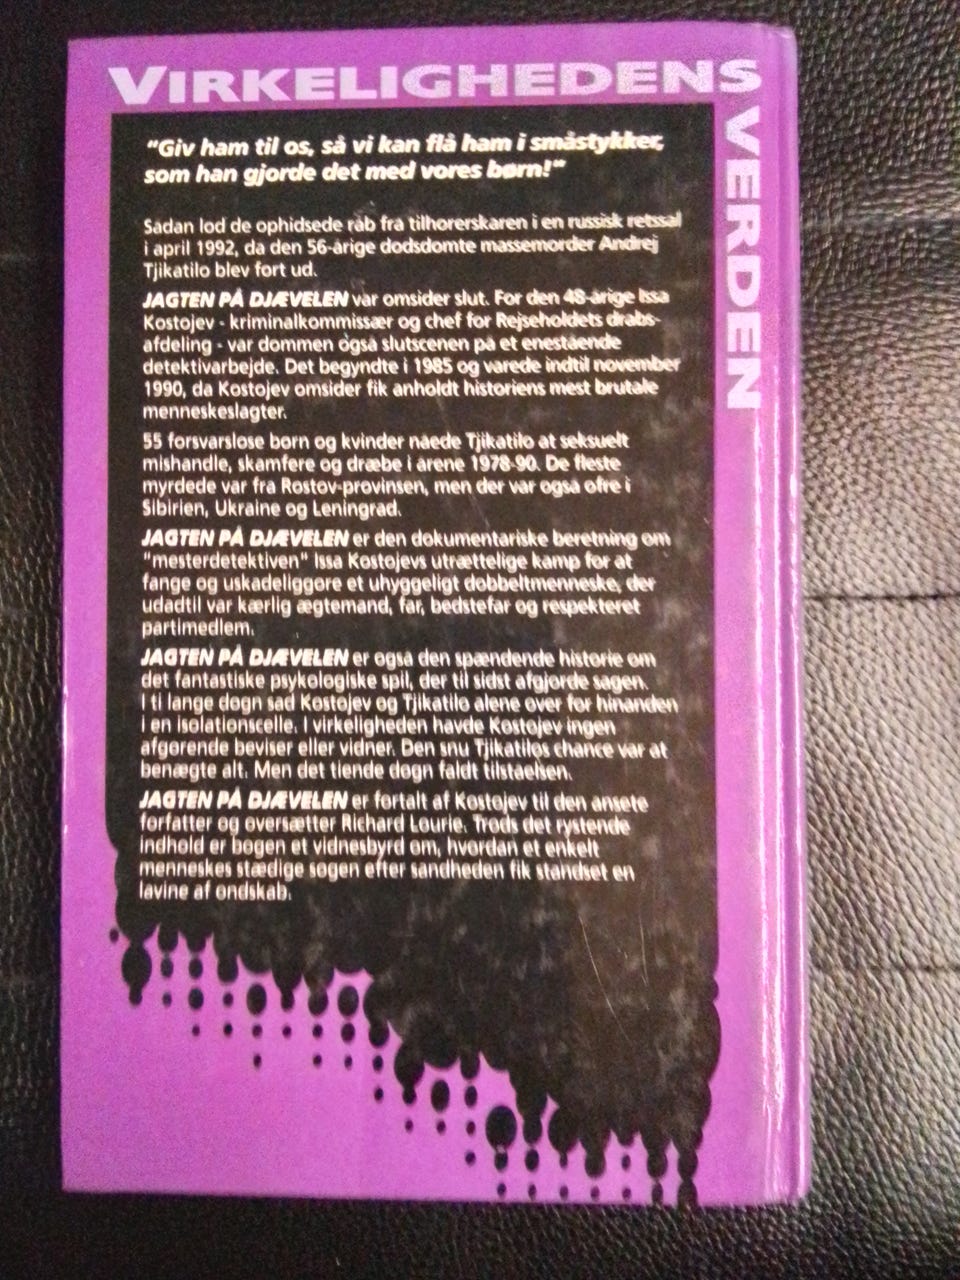 VIRKELIGHEDENS
VERDEN
"Giv ham til os, så vi kan flå ham i småstykker,
som han gjorde det med vores børn!"
Sådan lød de ophidsede råb fra tilhørerskaren i en russisk retssal
i april 1992, da den 56-årige dødsdømte massemorder Andrej
Tjikatilo blev ført ud.
JAGTEN PÅ DJÆVELEN var omsider slut. For den 48-årige Issa
Kostojev - kriminalkommissær og chef for Rejseholdets drabs-
afdeling - var dommen også slutscenen på et enestående
detektivarbejde. Det begyndte i 1985 og varede indtil november
1990, da Kostojev omsider fik anholdt historiens mest brutale
menneskeslagter.
55 forsvarsløse børn og kvinder nåede Tjikatilo at seksuelt
mishandle, skamfere og dræbe i årene 1978-90. De fleste
myrdede var fra Rostov-provinsen, men der var også ofre i
Sibirien, Ukraine og Leningrad.
JAGTEN PÅ DJÆVELEN er den dokumentariske beretning om
"mesterdetektiven" Issa Kostojevs utrættelige kamp for at
fange og uskadeliggøre et uhyggeligt dobbeltmenneske, der
udadtil var kærlig ægtemand, far, bedstefar og respekteret
partimedlem.
JAGTEN PÅ DJÆVELEN er også den spændende historie om
det fantastiske psykologiske spil, der til sidst afgjorde sagen.
I ti lange døgn sad Kostojev og Tjikatilo alene over for hinanden
i en isolationscelle. I virkeligheden havde Kostojev ingen
afgørende beviser eller vidner. Den snu Tjikatilos chance var at
benægte alt. Men det tiende døgn faldt tilståelsen.
JAGTEN PÅ DJÆVELEN er fortalt af Kostojev til den ansete
forfatter og oversætter Richard Lourie. Trods det rystende
indhold er bogen et vidnesbyrd om, hvordan et enkelt
menneskes stædige søgen efter sandheden fik standset en
lavine af ondskab.